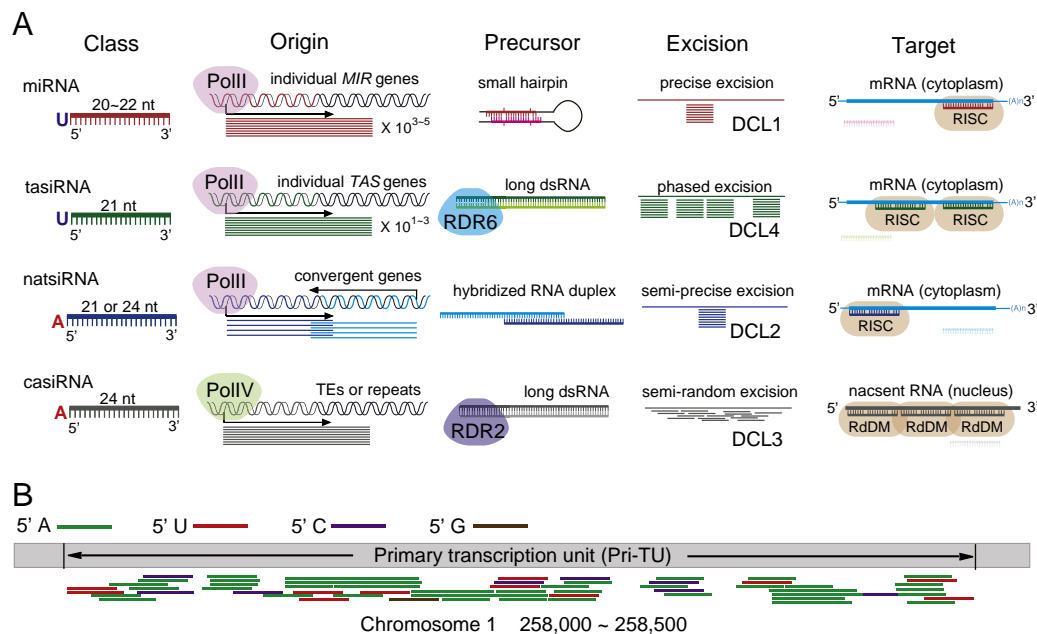 A
Class Origin Precursor Excision Target
miRNA
20~22 nt
U
5' 3'
PolII
individual MIR genes
X 10^3~5
small hairpin
precise excision
DCL1
mRNA (cytoplasm)
5' (A)n 3'
RISC
tasiRNA
21 nt
U
5' 3'
PolII
individual TAS genes
X 10^1~3
long dsRNA
RDR6
phased excision
DCL4
mRNA (cytoplasm)
5' (A)n 3'
RISC RISC
natsiRNA
21 or 24 nt
A
5' 3'
PolII
convergent genes
hybridized RNA duplex
semi-precise excision
DCL2
mRNA (cytoplasm)
5' (A)n 3'
RISC
casiRNA
24 nt
A
5' 3'
PolIV
TEs or repeats
long dsRNA
RDR2
semi-random excision
DCL3
nacsent RNA (nucleus)
5' 3'
RdDM RdDM RdDM
B
5' A 5' U 5' C 5' G
Primary transcription unit (Pri-TU)
Chromosome 1 258,000 ~ 258,500